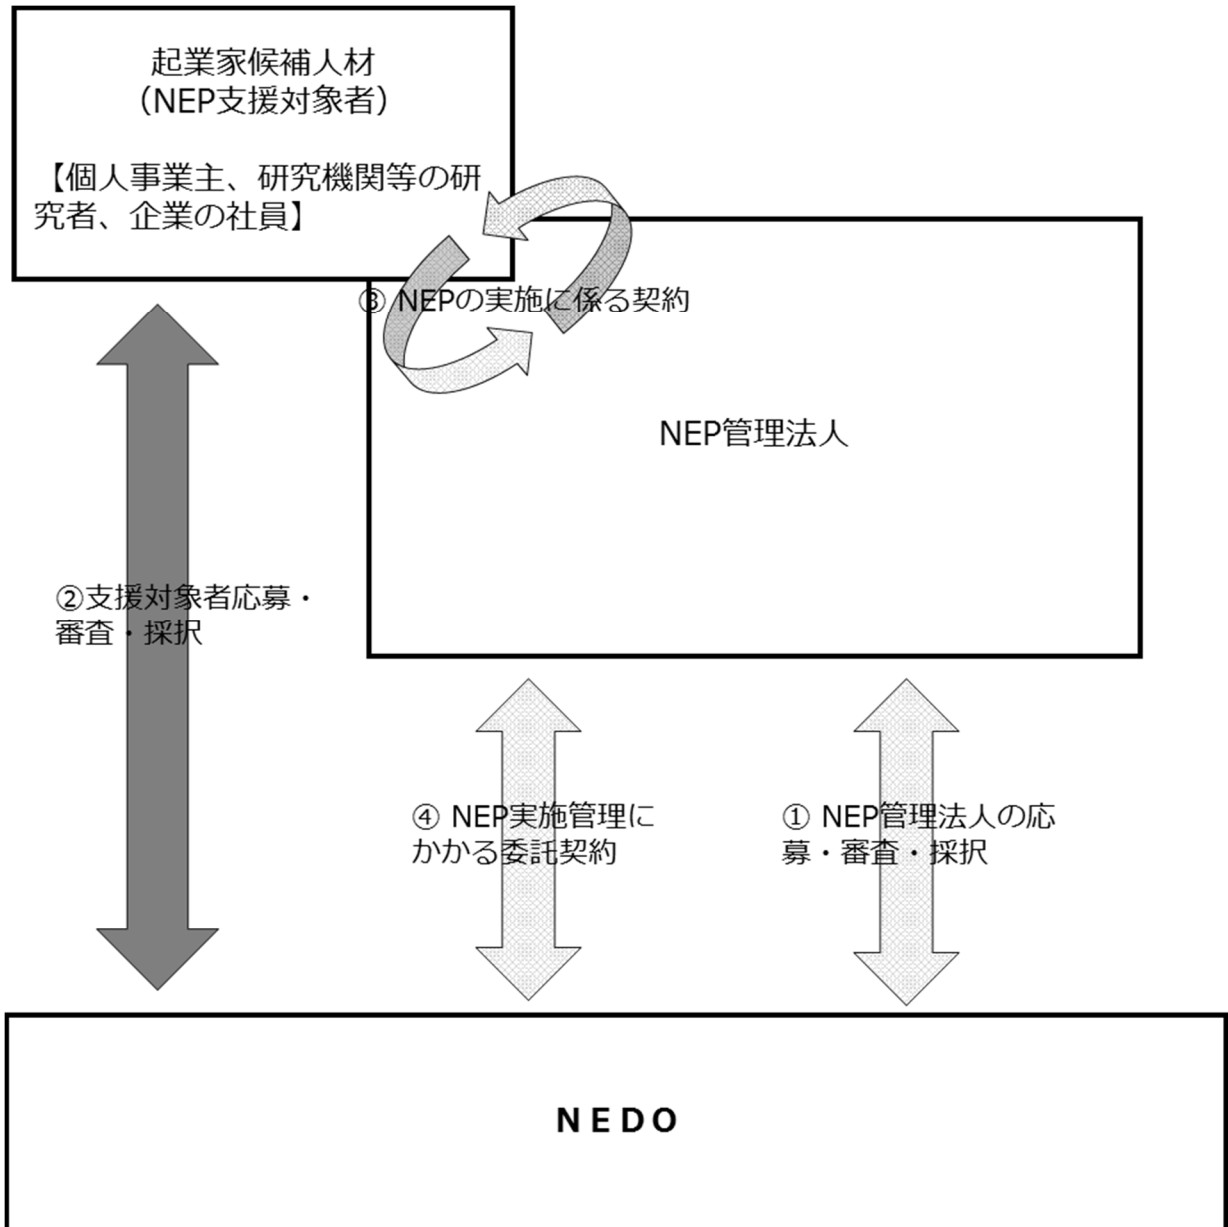 起業家候補人材
（NEP支援対象者）
【個人事業主、研究機関等の研
究者、企業の社員】
③ NEPの実施に係る契約
NEP管理法人
②支援対象者応募・
審査・採択
④ NEP実施管理に
かかる委託契約
① NEP管理法人の応
募・審査・採択
NEDO